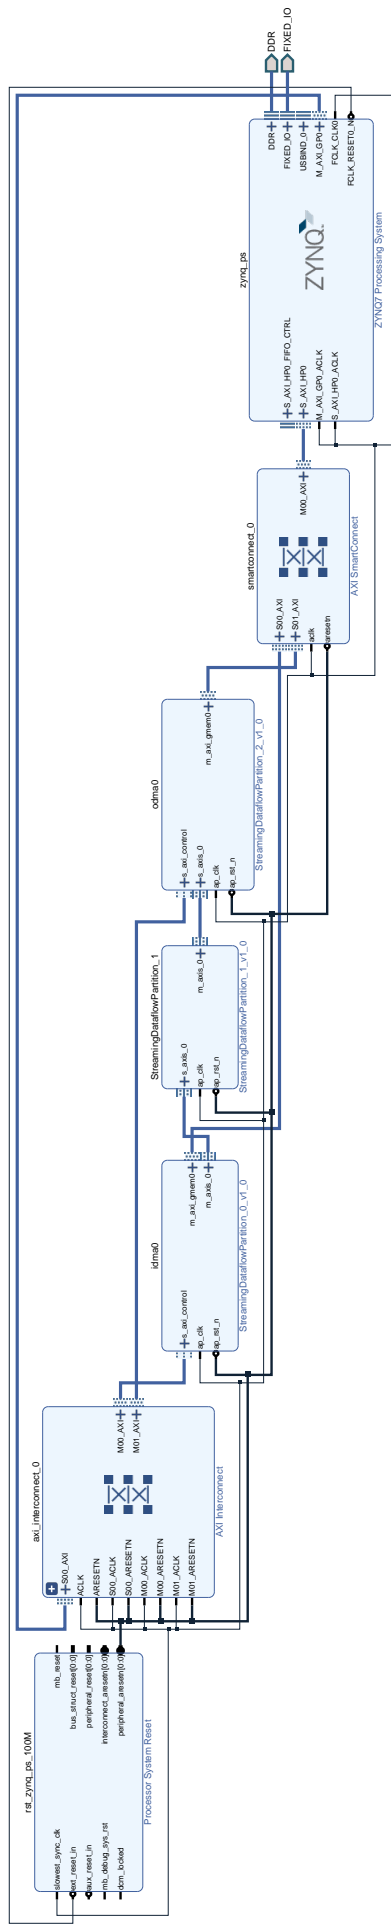 rst_zynq_ps_100M
slowest_sync_clk
ext_reset_in
aux_reset_in
mb_debug_sys_rst
dcm_locked
mb_reset
bus_struct_reset[0:0]
peripheral_reset[0:0]
interconnect_aresetn[0:0]
peripheral_aresetn[0:0]
Processor System Reset
axi_interconnect_0
S00_AXI
ACLK
ARESETN
S00_ACLK
S00_ARESETN
M00_ACLK
M00_ARESETN
M01_ACLK
M01_ARESETN
M00_AXI
M01_AXI
AXI Interconnect
idma0
s_axi_control
ap_clk
ap_rst_n
m_axi_gmem0
m_axis_0
StreamingDataflowPartition_0_v1_0
StreamingDataflowPartition_1
s_axis_0
ap_clk
ap_rst_n
m_axis_0
StreamingDataflowPartition_1_v1_0
odma0
s_axi_control
s_axis_0
ap_clk
ap_rst_n
m_axi_gmem0
StreamingDataflowPartition_2_v1_0
smartconnect_0
S00_AXI
S01_AXI
aclk
aresetn
M00_AXI
AXI SmartConnect
zynq_ps
S_AXI_HP0_FIFO_CTRL
S_AXI_HP0
M_AXI_GP0_ACLK
S_AXI_HP0_ACLK
ZYNQ
DDR
FIXED_IO
USBIND_0
M_AXI_GP0
FCLK_CLK0
FCLK_RESET0_N
ZYNQ7 Processing System
DDR
FIXED_IO